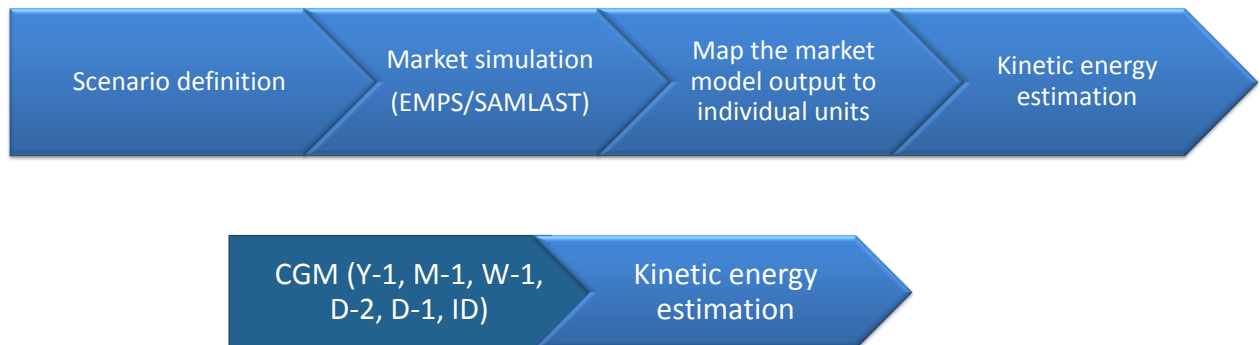 Scenario definition
Market simulation
(EMPS/SAMLAST)
Map the market
model output to
individual units
Kinetic energy
estimation
CGM (Y-1, M-1, W-1,
D-2, D-1, ID)
Kinetic energy
estimation